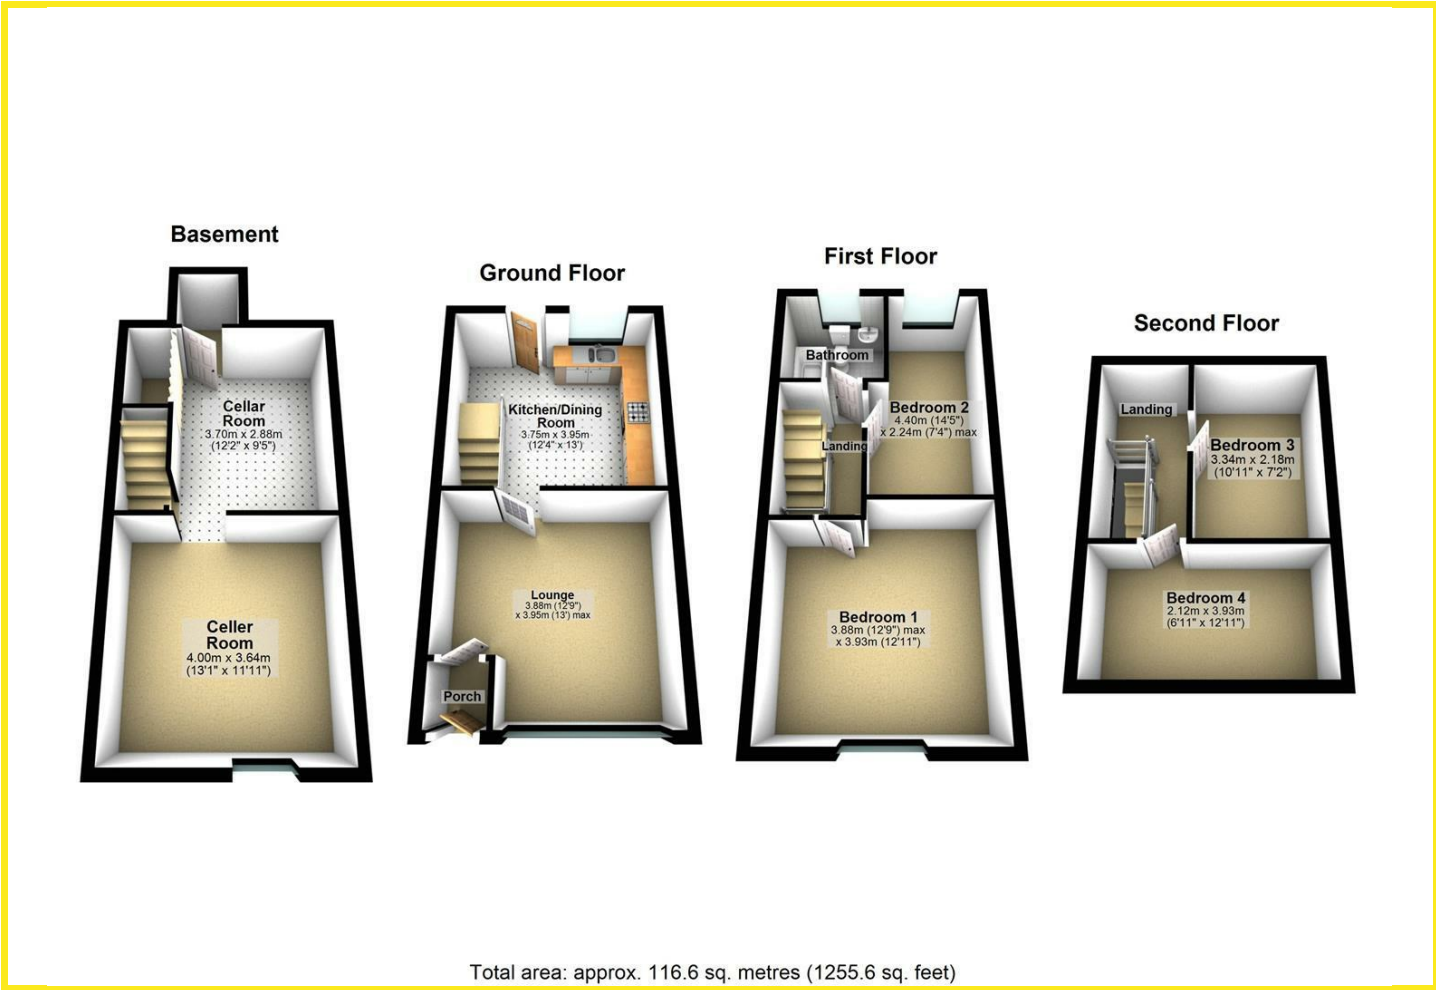 Basement
Cellar
Room
3.70m x 2.88m
(12'2" x 9'5")
Celler
Room
4.00m x 3.64m
(13'1" x 11'11")
Ground Floor
Kitchen/Dining
Room
3.75m x 3.95m
(12'4" x 13')
Lounge
3.88m (12'9")
x 3.95m (13') max
Porch
First Floor
Bathroom
Bedroom 2
4.40m (14'5")
x 2.24m (7'4") max
Landing
Bedroom 1
3.88m (12'9") max
x 3.93m (12'11")
Second Floor
Landing
Bedroom 3
3.34m x 2.18m
(10'11" x 7'2")
Bedroom 4
2.12m x 3.93m
(6'11" x 12'11")
Total area: approx. 116.6 sq. metres (1255.6 sq. feet)